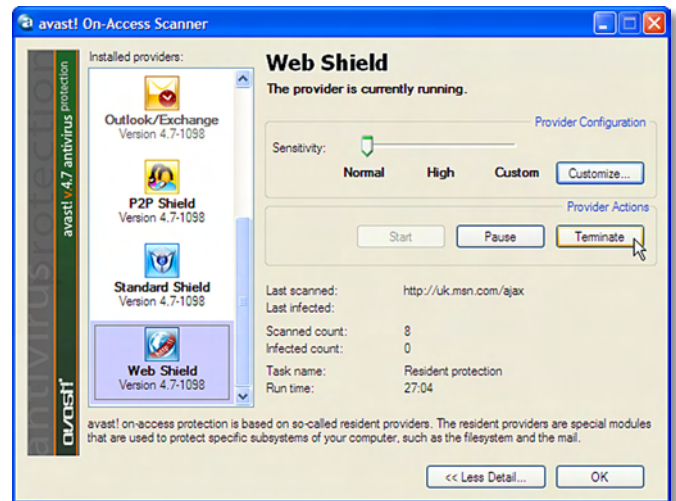 avast! On-Access Scanner
antivirusprotection
avast! v4.7 antivirus protection
avast!
Installed providers:
Outlook/Exchange
Version 4.7-1098
P2P Shield
Version 4.7-1098
Standard Shield
Version 4.7-1098
Web Shield
Version 4.7-1098
Web Shield
The provider is currently running.
Provider Configuration
Sensitivity:
Normal High Custom Customize...
Provider Actions
Start Pause Terminate
Last scanned: http://uk.msn.com/ajax
Last infected:
Scanned count: 8
Infected count: 0
Task name: Resident protection
Run time: 27:04
avast! on-access protection is based on so-called resident providers. The resident providers are special modules
that are used to protect specific subsystems of your computer, such as the filesystem and the mail.
<< Less Detail... OK